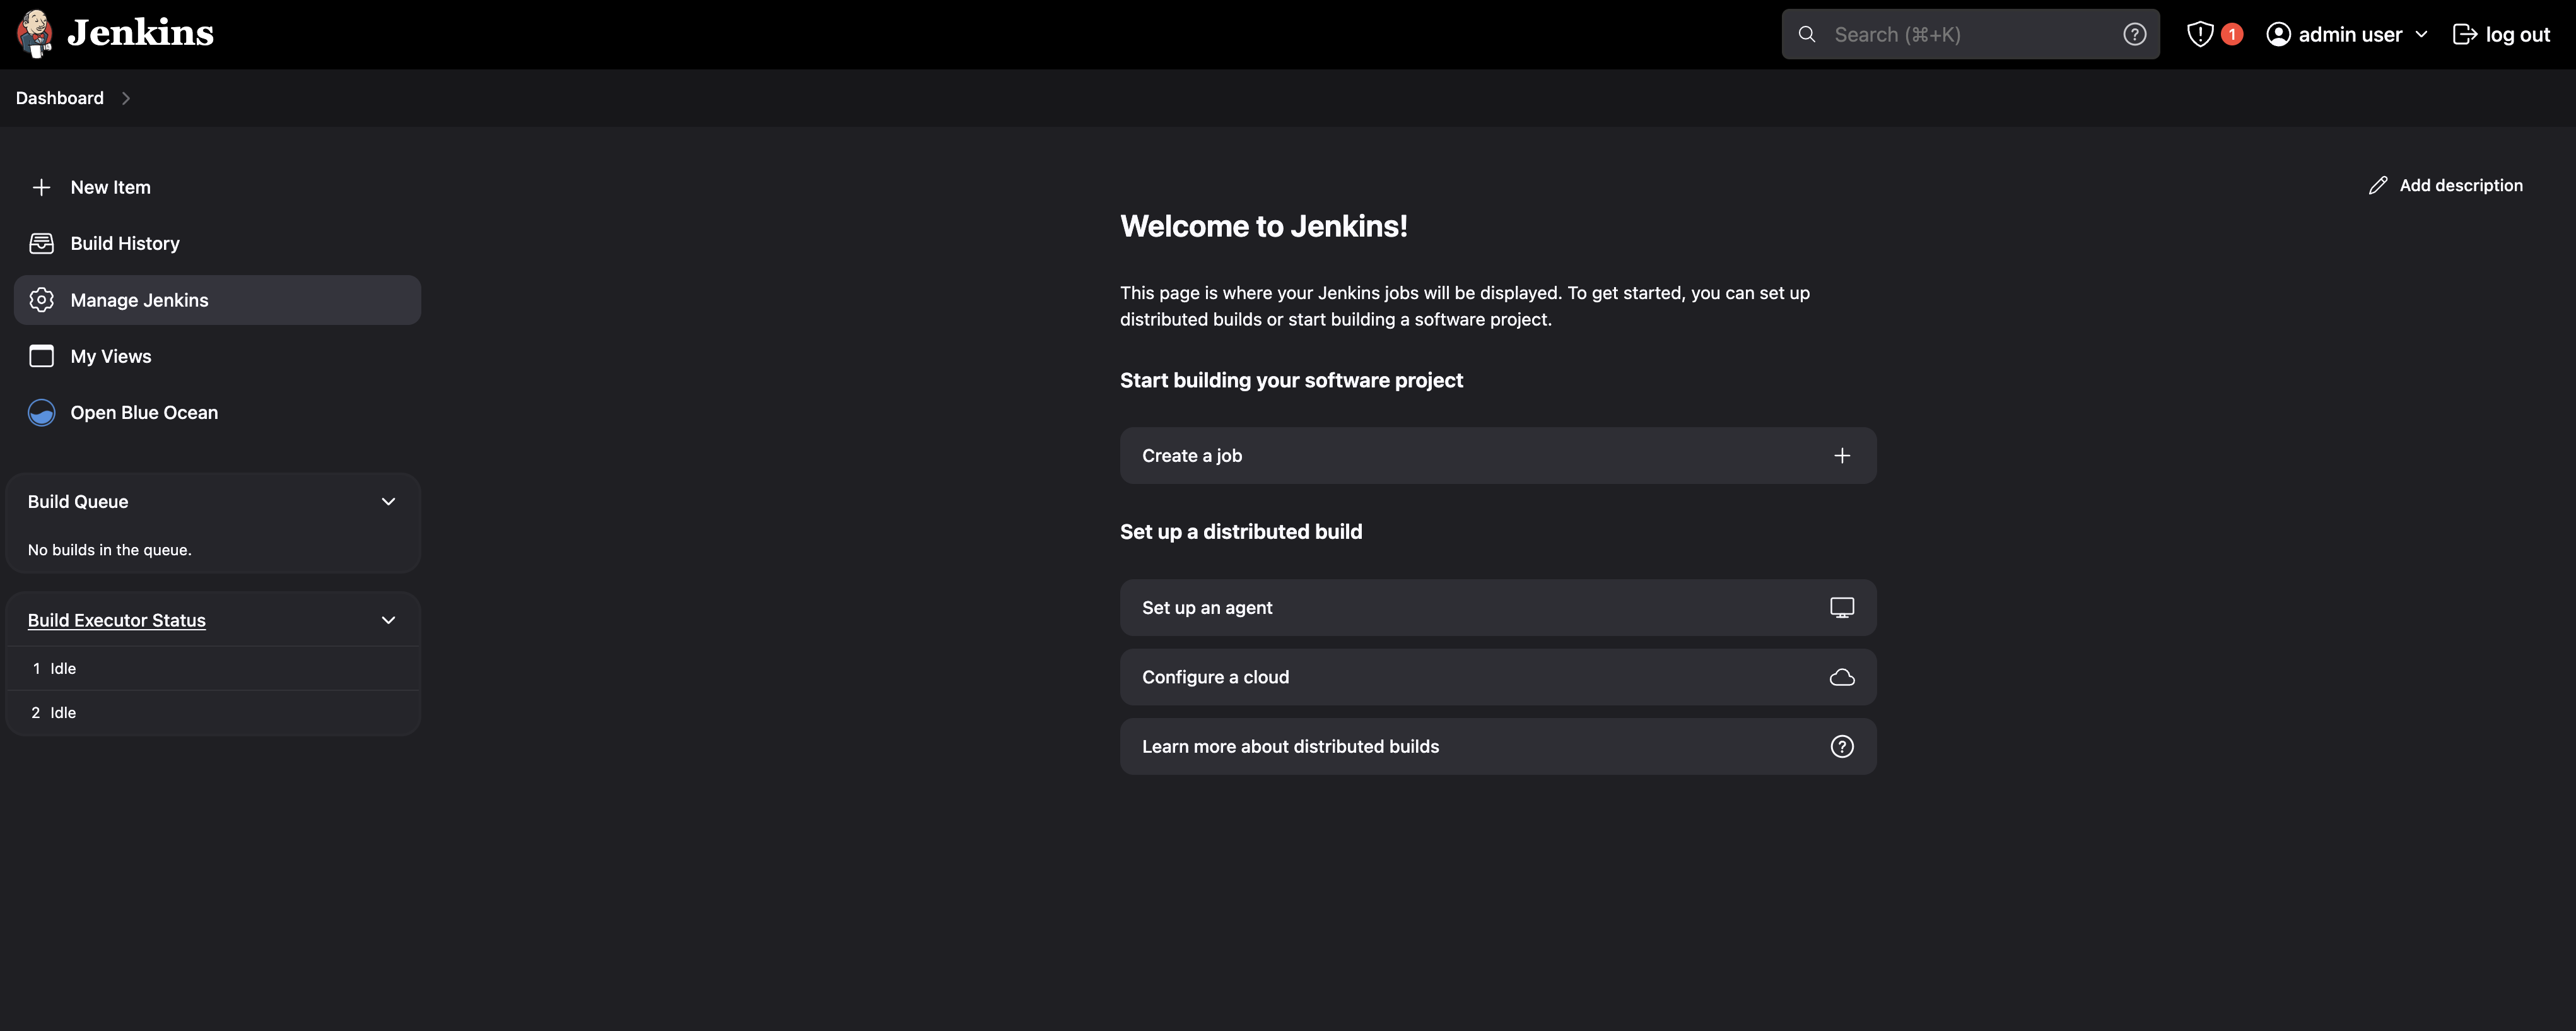 Jenkins
Search (⌘+K)
1
admin user
log out
Dashboard
New Item
Build History
Manage Jenkins
My Views
Open Blue Ocean
Build Queue
No builds in the queue.
Build Executor Status
1 Idle
2 Idle
Add description
Welcome to Jenkins!
This page is where your Jenkins jobs will be displayed. To get started, you can set up
distributed builds or start building a software project.
Start building your software project
Create a job
Set up a distributed build
Set up an agent
Configure a cloud
Learn more about distributed builds